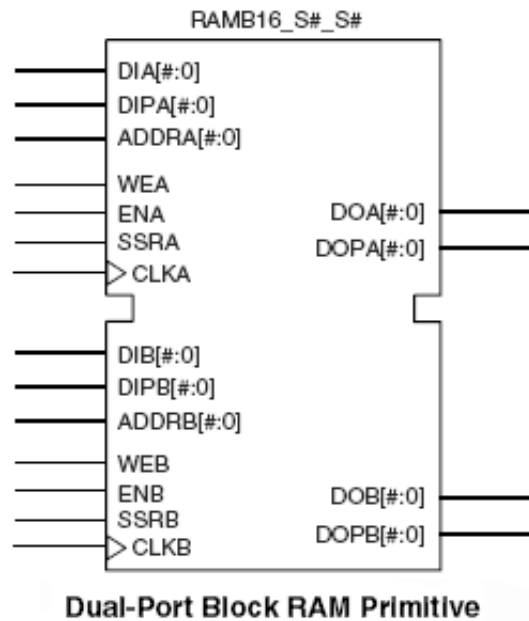 RAMB16_S#_S#
DIA[#:0]
DIPA[#:0]
ADDRA[#:0]
WEA
ENA
SSRA
CLKA
DOA[#:0]
DOPA[#:0]
DIB[#:0]
DIPB[#:0]
ADDRB[#:0]
WEB
ENB
SSRB
CLKB
DOB[#:0]
DOPB[#:0]
Dual-Port Block RAM Primitive